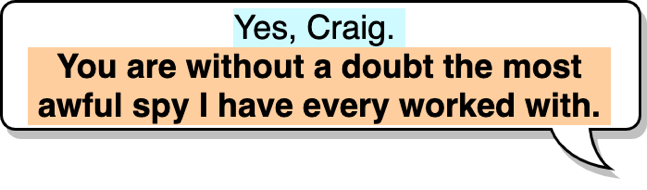 Yes, Craig.
You are without a doubt the most
awful spy I have every worked with.